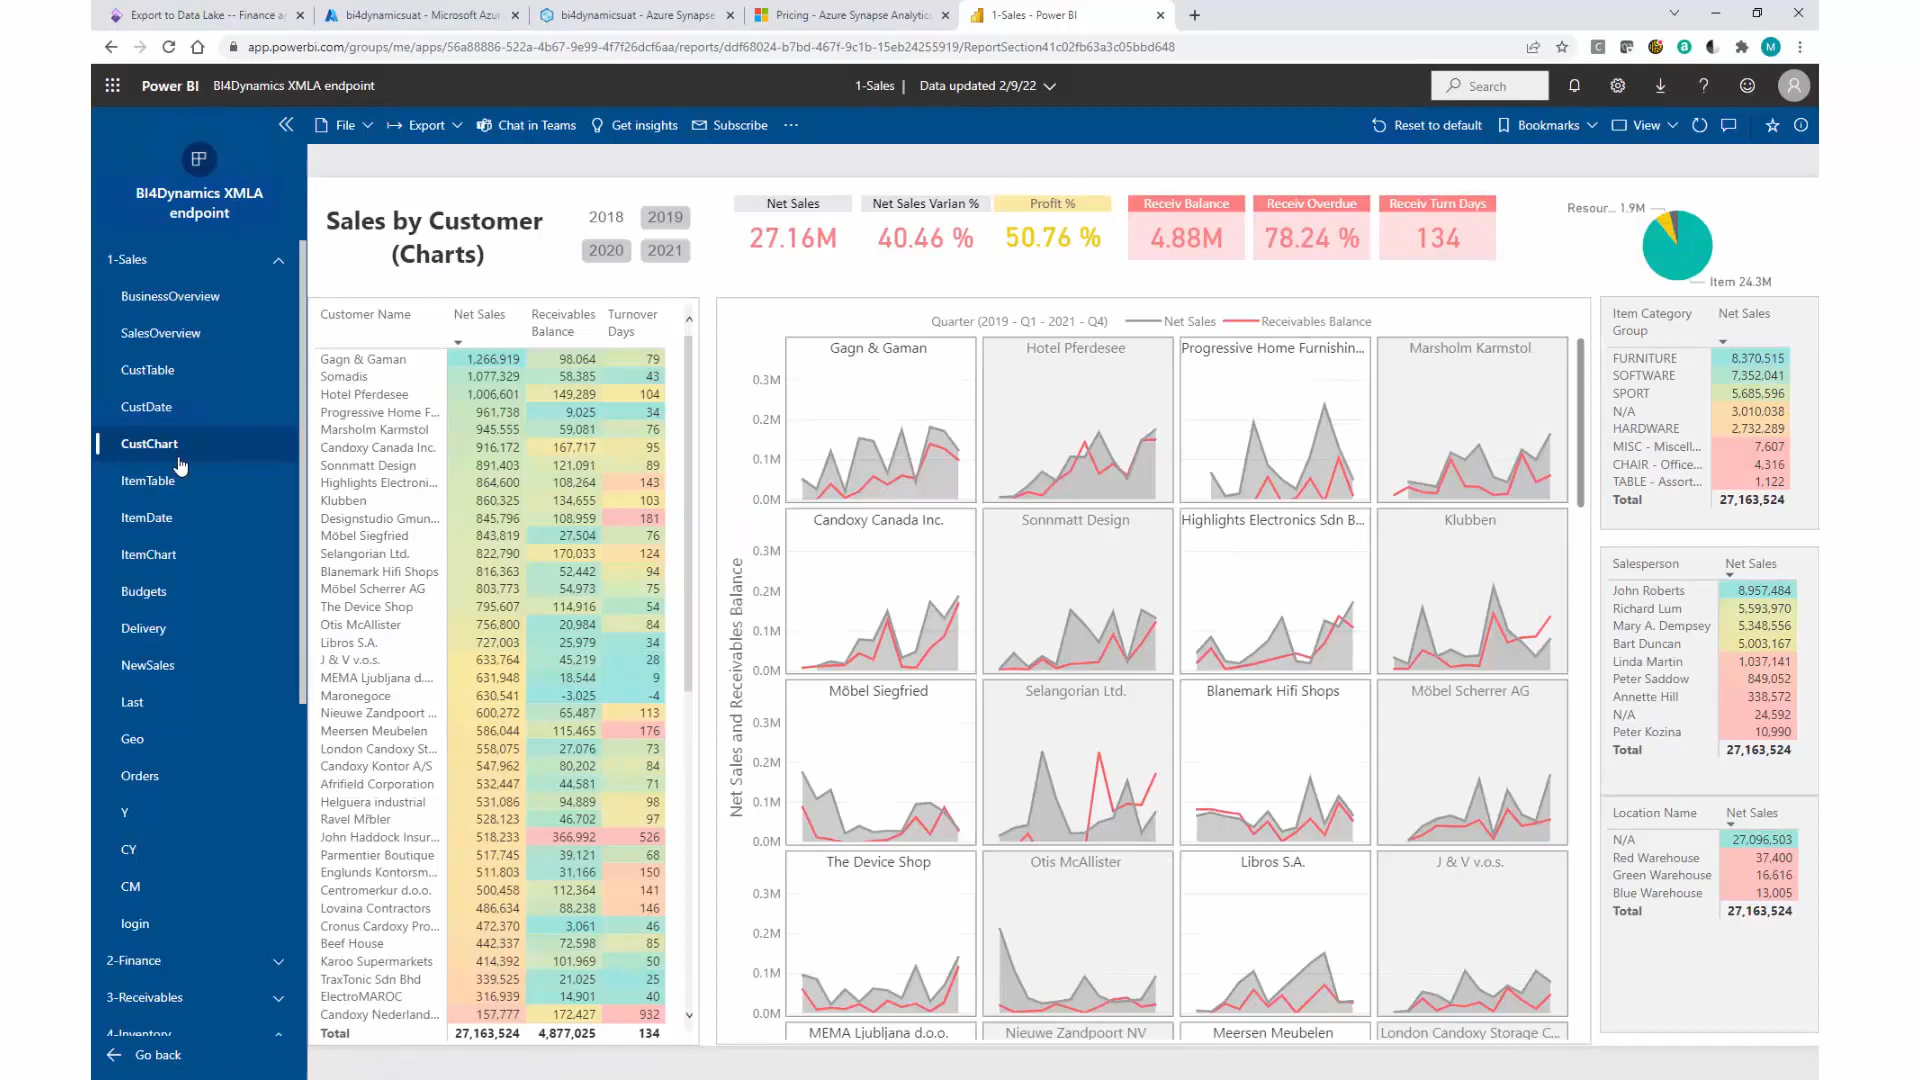 Export to Data Lake -- Finance a
bi4dynamicsuat - Microsoft Azu
bi4dynamicsuat - Azure Synapse
Pricing - Azure Synapse Analytics
1-Sales - Power BI
app.powerbi.com/groups/me/apps/56a88886-522a-4b67-9e99-4f7f26dcf6aa/reports/ddf68024-b7bd-467f-9c1b-15eb24255919/ReportSection41c02fb63a3c05bbd648
M
Power BI BI4Dynamics XMLA endpoint
1-Sales | Data updated 2/9/22
Search
File Export Chat in Teams Get insights Subscribe ...
Reset to default Bookmarks View
BI4Dynamics XMLA
endpoint
1-Sales
BusinessOverview
SalesOverview
CustTable
CustDate
CustChart
ItemTable
ItemDate
ItemChart
Budgets
Delivery
NewSales
Last
Geo
Orders
Y
CY
CM
login
2-Finance
3-Receivables
4-Inventory
Go back
Sales by Customer
(Charts)
2018 2019
2020 2021
Net Sales
27.16M
Net Sales Varian %
40.46 %
Profit %
50.76 %
Receiv Balance
4.88M
Receiv Overdue
78.24 %
Receiv Turn Days
134
Resour... 1.9M
Item 24.3M
Customer Name Net Sales Receivables Balance Turnover Days
Gagn & Gaman 1,266,919 98,064 79
Somadis 1,077,329 58,385 43
Hotel Pferdesee 1,006,601 149,289 104
Progressive Home F... 961,738 9,025 34
Marsholm Karmstol 945,555 59,081 76
Candoxy Canada Inc. 916,172 167,717 95
Sonnmatt Design 891,403 121,091 89
Highlights Electroni... 864,600 108,264 143
Klubben 860,325 134,655 103
Designstudio Gmun... 845,796 108,959 181
Möbel Siegfried 843,819 27,504 76
Selangorian Ltd. 822,790 170,033 124
Blanemark Hifi Shops 816,363 52,442 94
Möbel Scherrer AG 803,773 54,973 75
The Device Shop 795,607 114,916 54
Otis McAllister 756,800 20,984 84
Libros S.A. 727,003 25,979 34
J & V v.o.s. 633,764 45,219 28
MEMA Ljubljana d.... 631,948 18,544 9
Maronegoce 630,541 -3,025 -4
Nieuwe Zandpoort ... 600,272 65,487 113
Meersen Meubelen 586,044 115,465 176
London Candoxy St... 558,075 27,076 73
Candoxy Kontor A/S 547,962 80,202 84
Afrifield Corporation 532,447 44,581 71
Helguera industrial 531,086 94,889 98
Ravel Mřbler 528,123 46,702 97
John Haddock Insur... 518,233 366,992 526
Parmentier Boutique 517,745 39,121 68
Englunds Kontorsm... 511,803 31,166 150
Centromerkur d.o.o. 500,458 112,364 141
Lovaina Contractors 486,634 88,238 146
Cronus Cardoxy Pro... 472,370 3,061 46
Beef House 442,337 72,598 85
Karoo Supermarkets 414,392 101,969 50
TraxTonic Sdn Bhd 339,525 21,025 25
ElectroMAROC 316,939 14,901 40
Candoxy Nederland... 157,777 172,427 932
Total 27,163,524 4,877,025 134
Quarter (2019 - Q1 - 2021 - Q4) Net Sales Receivables Balance
Net Sales and Receivables Balance
Gagn & Gaman Hotel Pferdesee Progressive Home Furnishin... Marsholm Karmstol
0.3M
0.2M
0.1M
0.0M
Candoxy Canada Inc. Sonnmatt Design Highlights Electronics Sdn B... Klubben
0.3M
0.2M
0.1M
0.0M
Möbel Siegfried Selangorian Ltd. Blanemark Hifi Shops Möbel Scherrer AG
0.3M
0.2M
0.1M
0.0M
The Device Shop Otis McAllister Libros S.A. J & V v.o.s.
0.3M
0.2M
0.1M
0.0M
MEMA Ljubljana d.o.o. Nieuwe Zandpoort NV Meersen Meubelen London Candoxy Storage C...
Item Category Group Net Sales
FURNITURE 8,370,515
SOFTWARE 7,352,041
SPORT 5,685,596
N/A 3,010,038
HARDWARE 2,732,289
MISC - Miscell... 7,607
CHAIR - Office... 4,316
TABLE - Assort... 1,122
Total 27,163,524
Salesperson Net Sales
John Roberts 8,957,484
Richard Lum 5,593,970
Mary A. Dempsey 5,348,556
Bart Duncan 5,003,167
Linda Martin 1,037,141
Peter Saddow 849,052
Annette Hill 338,572
N/A 24,592
Peter Kozina 10,990
Total 27,163,524
Location Name Net Sales
N/A 27,096,503
Red Warehouse 37,400
Green Warehouse 16,616
Blue Warehouse 13,005
Total 27,163,524